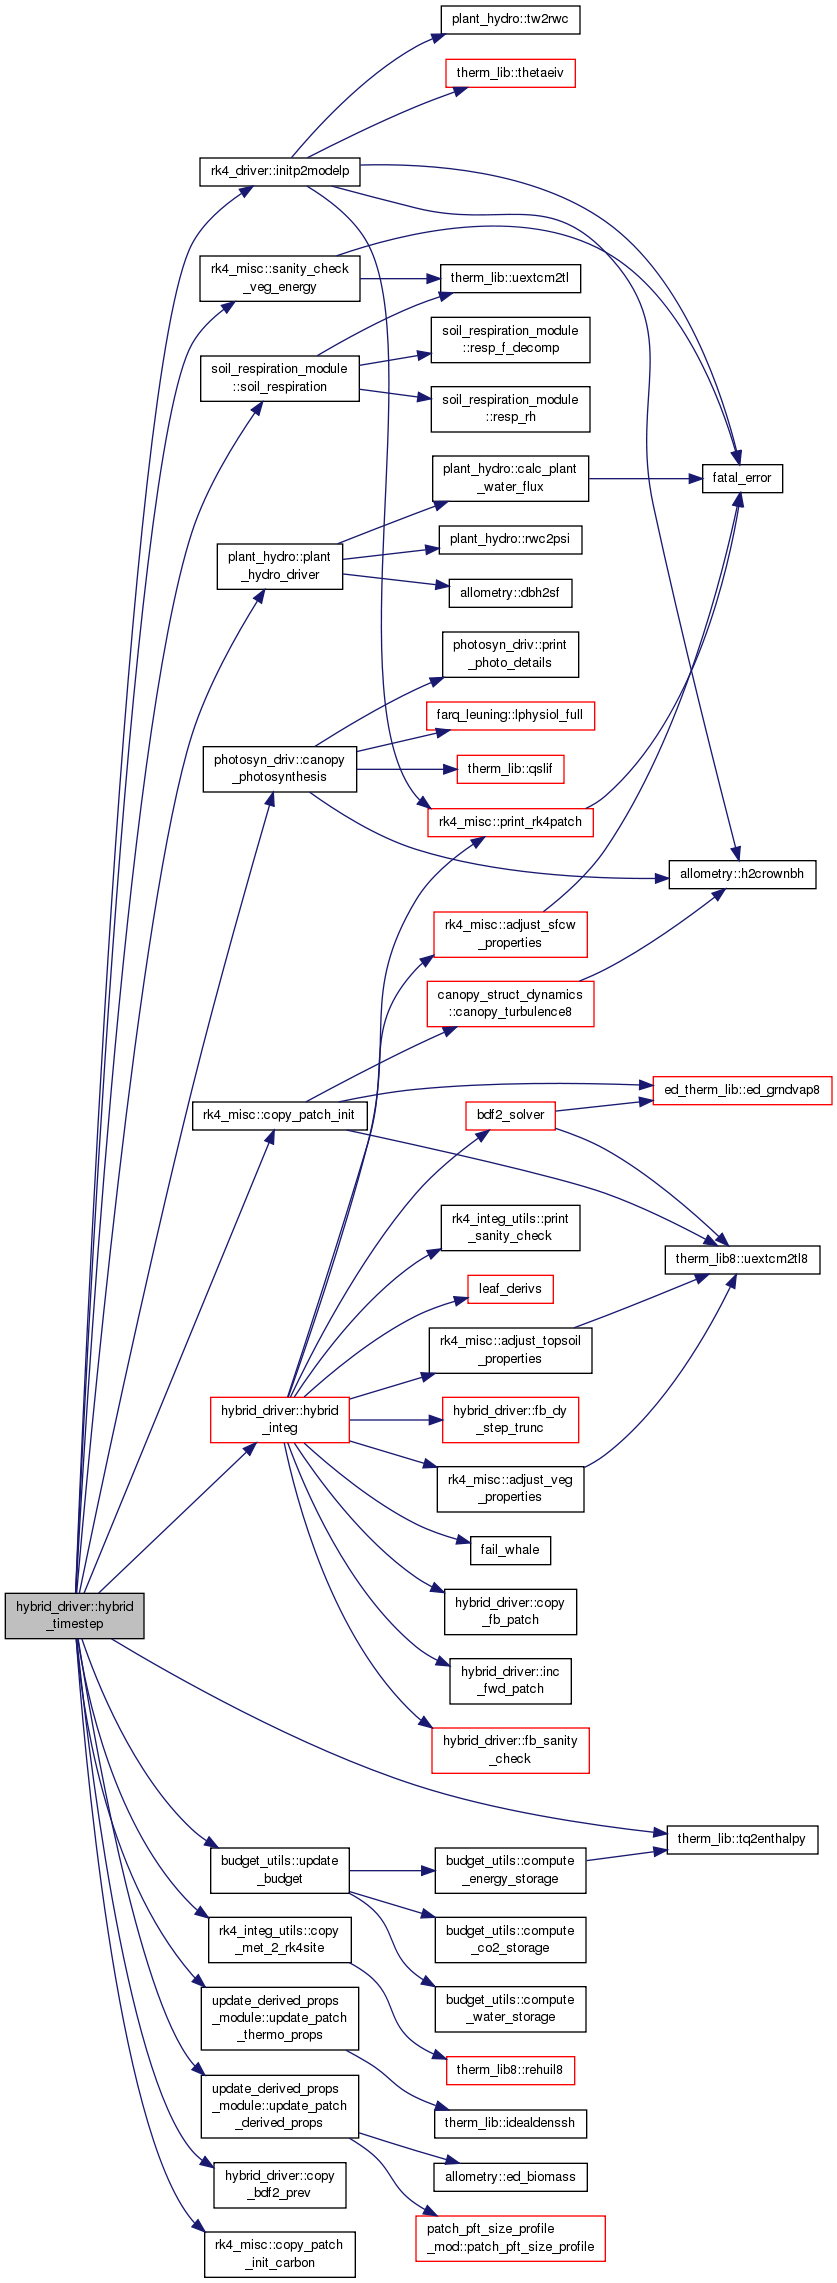 plant_hydro::tw2rwc
therm_lib::thetaeiv
rk4_driver::initp2modelp
rk4_misc::sanity_check
_veg_energy
therm_lib::uextcm2tl
soil_respiration_module
::resp_f_decomp
soil_respiration_module
::soil_respiration
soil_respiration_module
::resp_rh
plant_hydro::calc_plant
_water_flux
fatal_error
plant_hydro::rwc2psi
plant_hydro::plant
_hydro_driver
allometry::dbh2sf
photosyn_driv::print
_photo_details
farq_leuning::lphysiol_full
photosyn_driv::canopy
_photosynthesis
therm_lib::qslif
rk4_misc::print_rk4patch
allometry::h2crownbh
rk4_misc::adjust_sfcw
_properties
canopy_struct_dynamics
::canopy_turbulence8
ed_therm_lib::ed_grndvap8
rk4_misc::copy_patch_init
bdf2_solver
rk4_integ_utils::print
_sanity_check
therm_lib8::uextcm2tl8
leaf_derivs
rk4_misc::adjust_topsoil
_properties
hybrid_driver::hybrid
_integ
hybrid_driver::fb_dy
_step_trunc
rk4_misc::adjust_veg
_properties
fail_whale
hybrid_driver::copy
_fb_patch
hybrid_driver::hybrid
_timestep
hybrid_driver::inc
_fwd_patch
hybrid_driver::fb_sanity
_check
therm_lib::tq2enthalpy
budget_utils::update
_budget
budget_utils::compute
_energy_storage
rk4_integ_utils::copy
_met_2_rk4site
budget_utils::compute
_co2_storage
update_derived_props
_module::update_patch
_thermo_props
budget_utils::compute
_water_storage
therm_lib8::rehuil8
update_derived_props
_module::update_patch
_derived_props
therm_lib::idealdenssh
allometry::ed_biomass
hybrid_driver::copy
_bdf2_prev
patch_pft_size_profile
_mod::patch_pft_size_profile
rk4_misc::copy_patch
_init_carbon